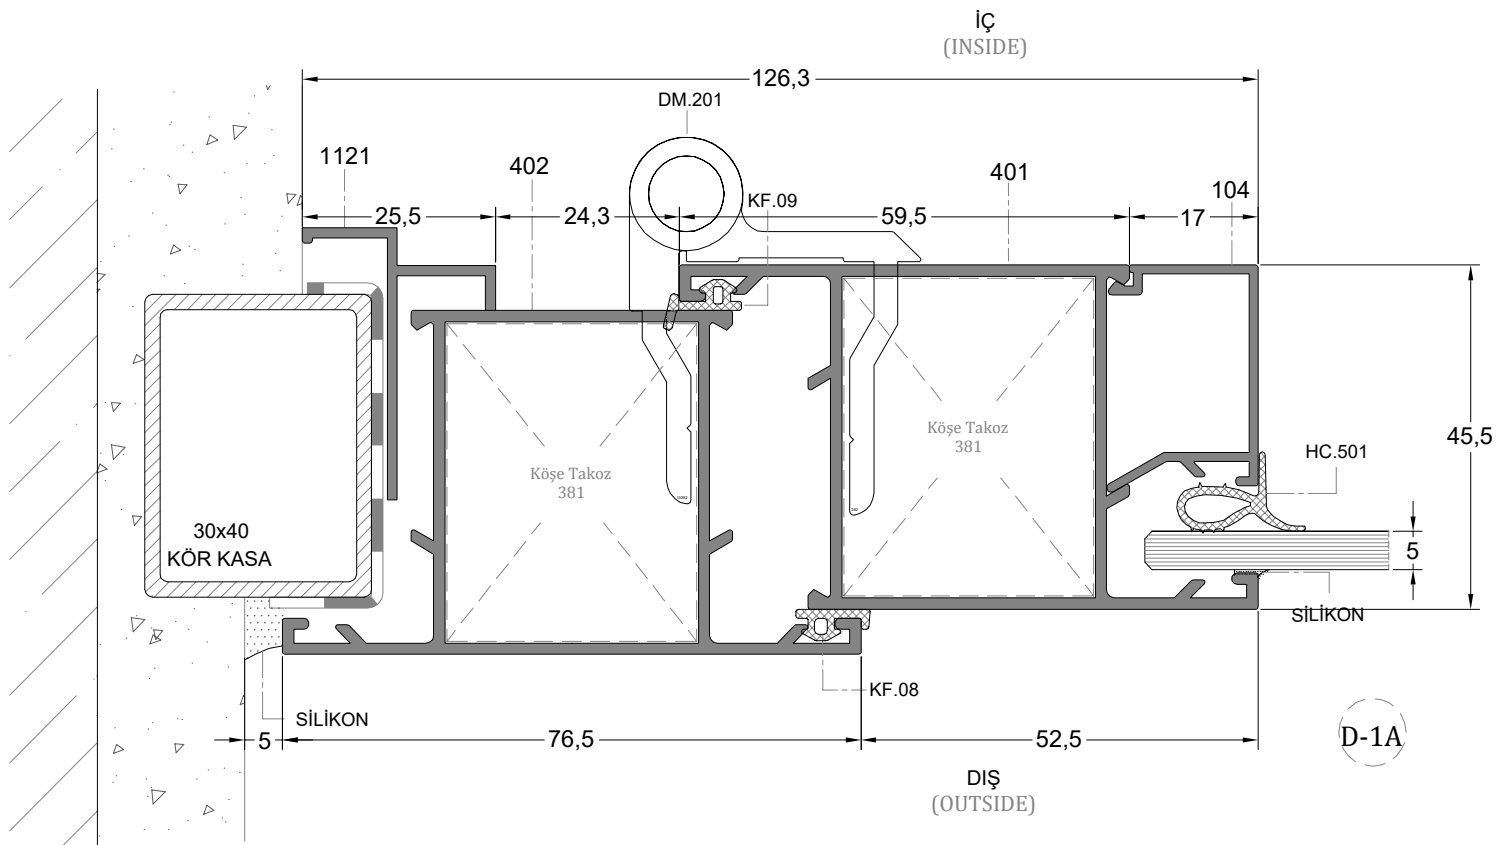 İÇ
(INSIDE)
126,3
DM.201
1121
402
401
104
KF.09
25,5
24,3
59,5
17
Köşe Takoz
381
Köşe Takoz
381
45,5
HC.501
30x40
KÖR KASA
5
SİLİKON
KF.08
SİLİKON
5
76,5
52,5
D-1A
DIŞ
(OUTSIDE)